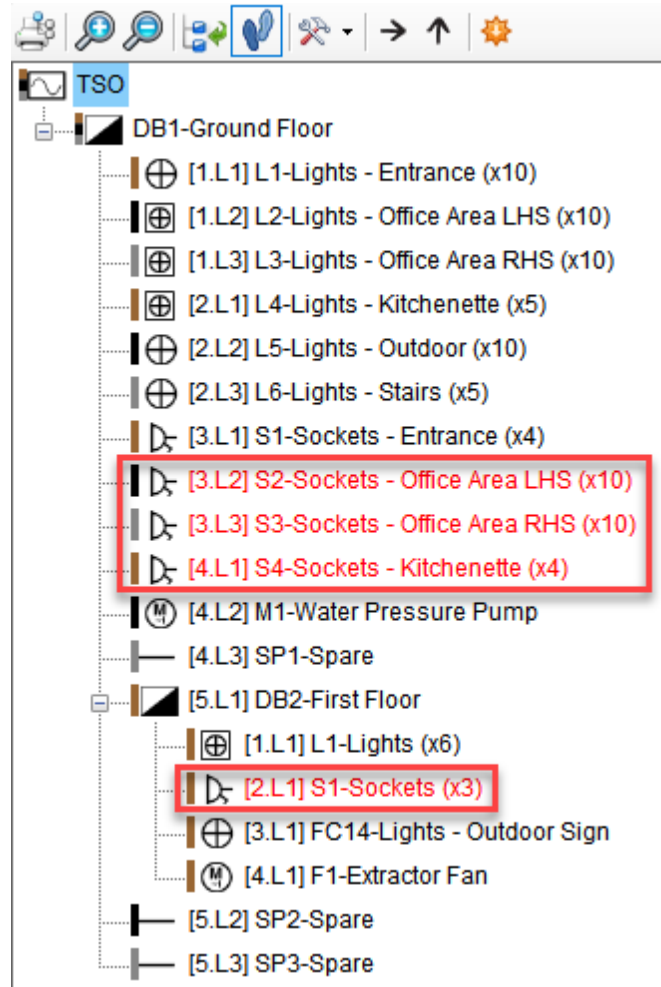 TSO
DB1-Ground Floor
[1.L1] L1-Lights - Entrance (x10)
[1.L2] L2-Lights - Office Area LHS (x10)
[1.L3] L3-Lights - Office Area RHS (x10)
[2.L1] L4-Lights - Kitchenette (x5)
[2.L2] L5-Lights - Outdoor (x10)
[2.L3] L6-Lights - Stairs (x5)
[3.L1] S1-Sockets - Entrance (x4)
[3.L2] S2-Sockets - Office Area LHS (x10)
[3.L3] S3-Sockets - Office Area RHS (x10)
[4.L1] S4-Sockets - Kitchenette (x4)
[4.L2] M1-Water Pressure Pump
[4.L3] SP1-Spare
[5.L1] DB2-First Floor
[1.L1] L1-Lights (x6)
[2.L1] S1-Sockets (x3)
[3.L1] FC14-Lights - Outdoor Sign
[4.L1] F1-Extractor Fan
[5.L2] SP2-Spare
[5.L3] SP3-Spare